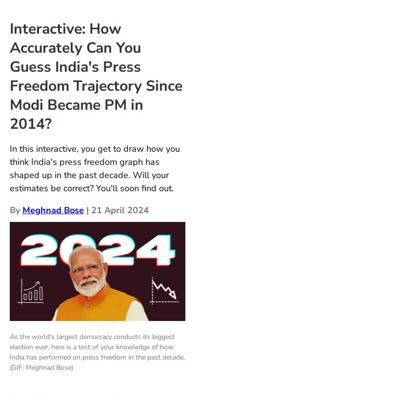 Interactive: How
Accurately Can You
Guess India's Press
Freedom Trajectory Since
Modi Became PM in
2014?
In this interactive, you get to draw how you
think India's press freedom graph has
shaped up in the past decade. Will your
estimates be correct? You'll soon find out.
By Meghnad Bose | 21 April 2024
2024
As the world's largest democracy conducts its biggest
election ever, here is a test of your knowledge of how
India has performed on press freedom in the past decade.
(GIF: Meghnad Bose)